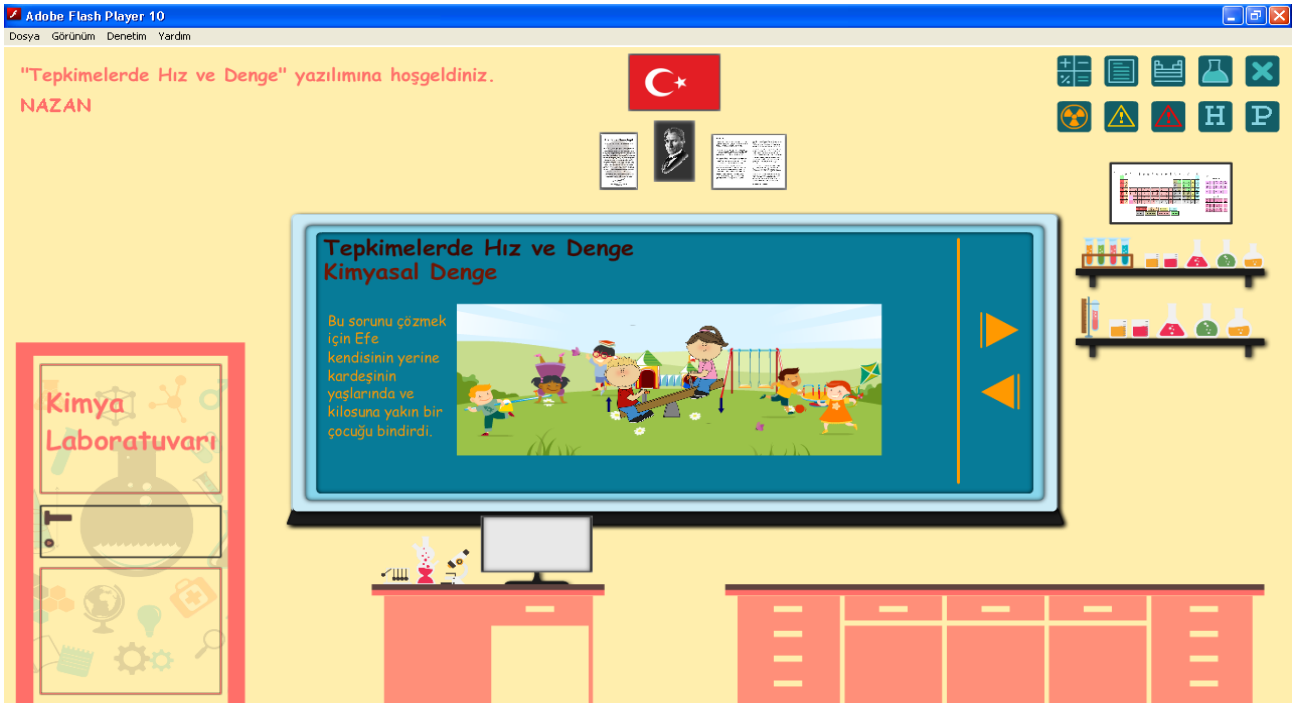 Adobe Flash Player 10
Dosya Görünüm Denetim Yardım
"Tepkimelerde Hız ve Denge" yazılımına hoşgeldiniz.
NAZAN
H
P
Tepkimelerde Hız ve Denge
Kimyasal Denge
Bu sorunu çözmek
için Efe
kendisinin yerine
kardeşinin
yaşlarında ve
kilosuna yakın bir
çocuğu bindirdi.
Kimya
Laboratuvarı